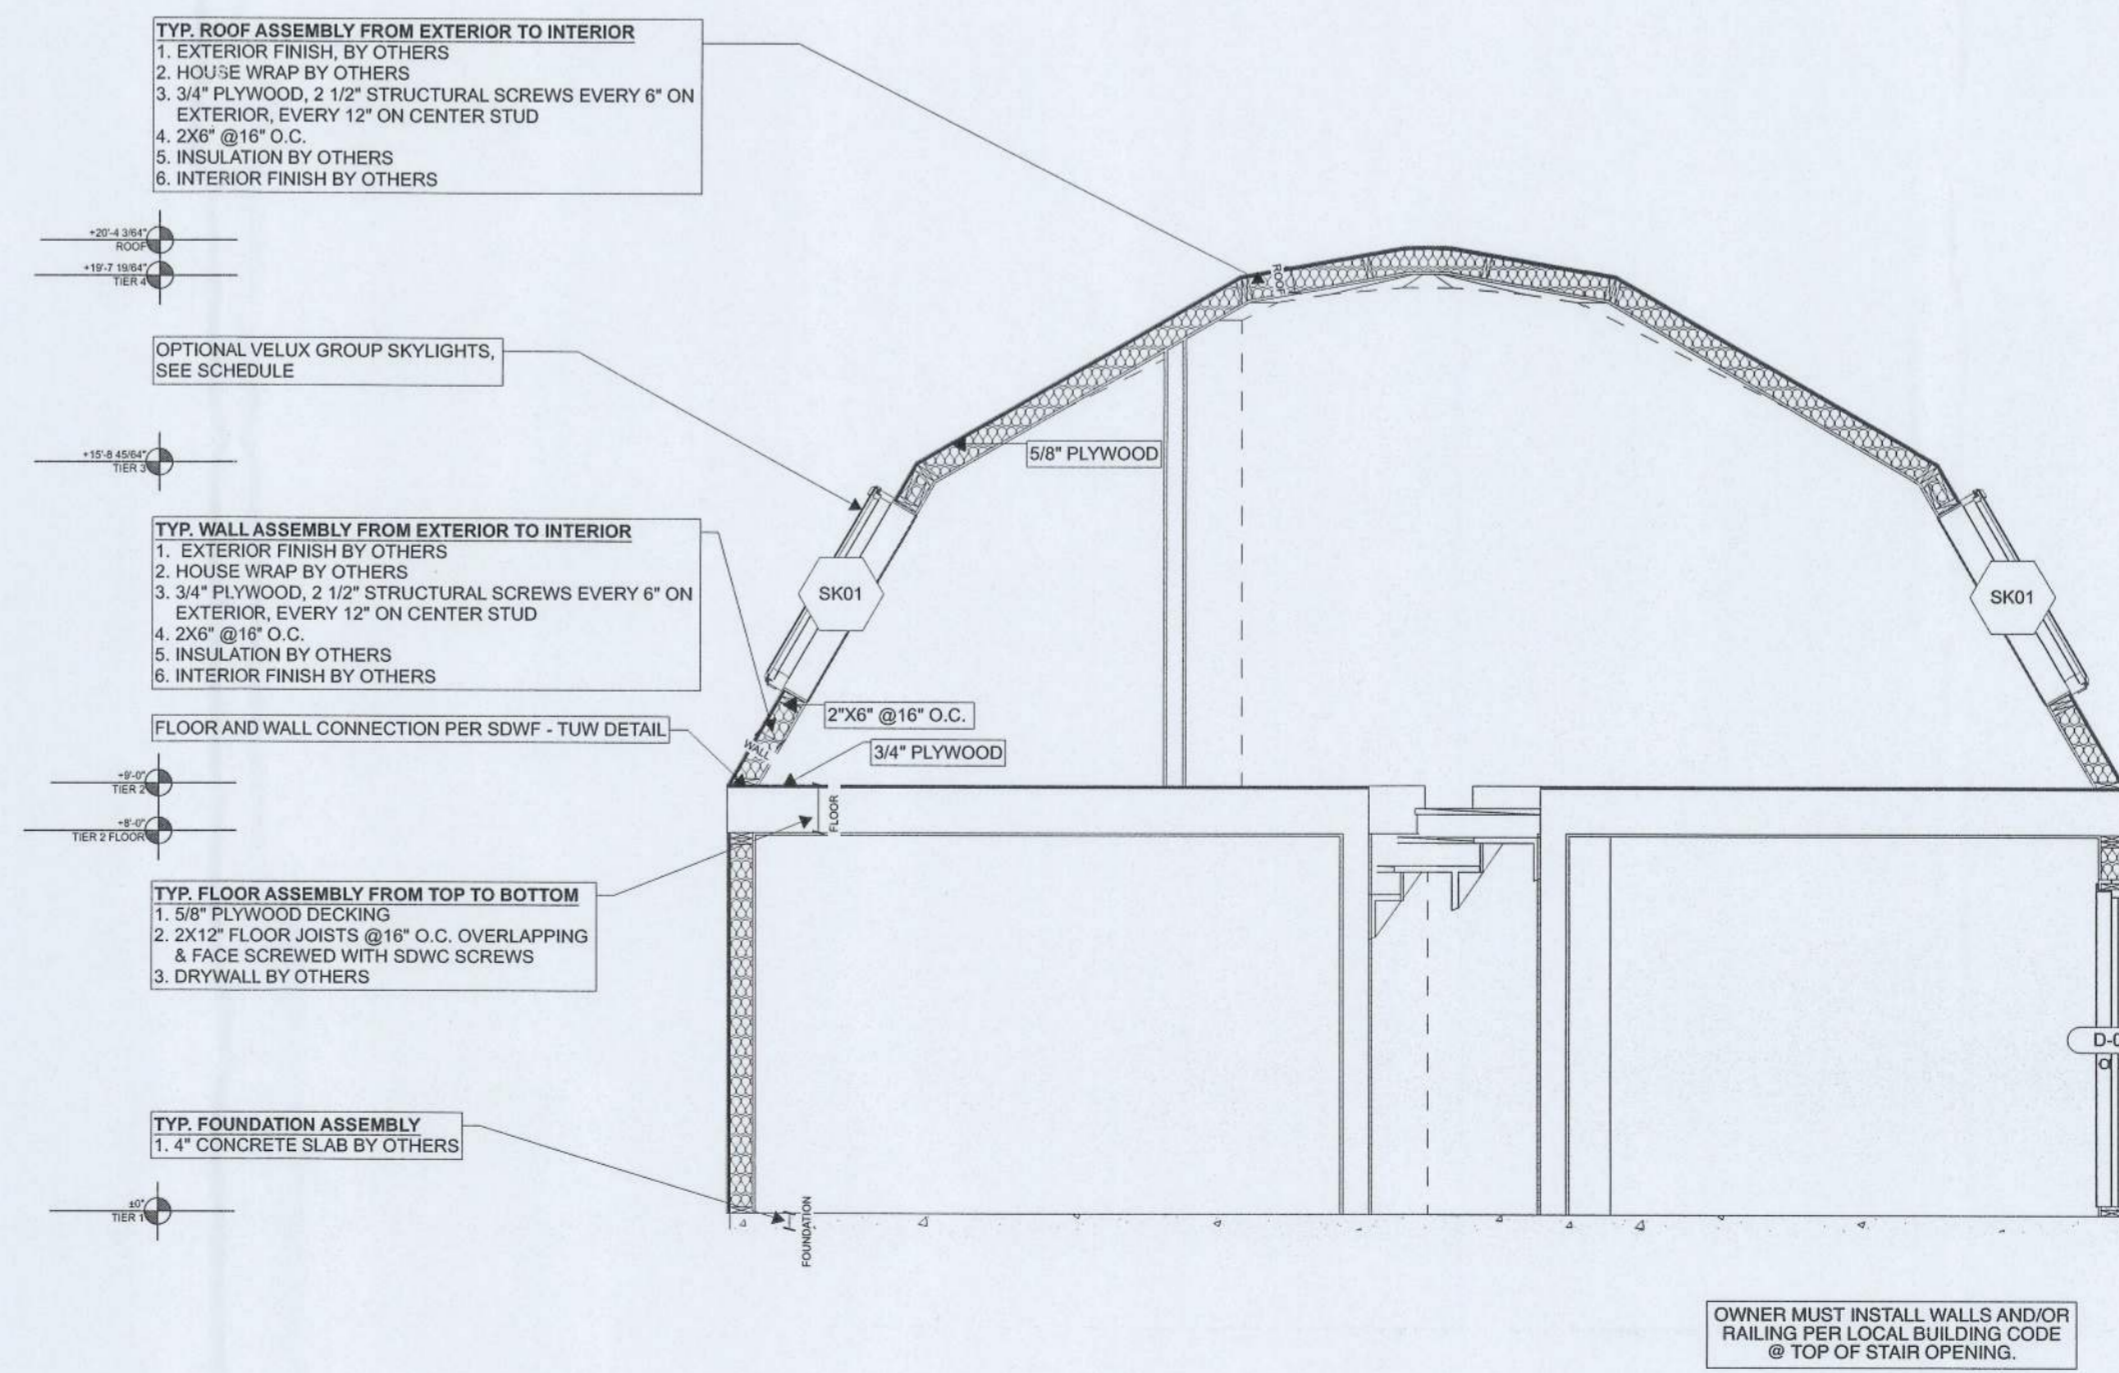 TYP. ROOF ASSEMBLY FROM EXTERIOR TO INTERIOR
1. EXTERIOR FINISH, BY OTHERS
2. HOUSE WRAP BY OTHERS
3. 3/4" PLYWOOD, 2 1/2" STRUCTURAL SCREWS EVERY 6" ON
EXTERIOR, EVERY 12" ON CENTER STUD
4. 2X6" @16" O.C.
5. INSULATION BY OTHERS
6. INTERIOR FINISH BY OTHERS
+20'-4 3/64"
ROOF
+19'-7 19/64"
TIER 4
ROOF
OPTIONAL VELUX GROUP SKYLIGHTS,
SEE SCHEDULE
+15'-8 45/64"
TIER 3
5/8" PLYWOOD
TYP. WALL ASSEMBLY FROM EXTERIOR TO INTERIOR
1. EXTERIOR FINISH BY OTHERS
2. HOUSE WRAP BY OTHERS
3. 3/4" PLYWOOD, 2 1/2" STRUCTURAL SCREWS EVERY 6" ON
EXTERIOR, EVERY 12" ON CENTER STUD
4. 2X6" @16" O.C.
5. INSULATION BY OTHERS
6. INTERIOR FINISH BY OTHERS
SK01
SK01
2"X6" @16" O.C.
FLOOR AND WALL CONNECTION PER SDWF - TUW DETAIL
WALL
3/4" PLYWOOD
+9'-0"
TIER 2
+8'-0"
TIER 2 FLOOR
FLOOR
TYP. FLOOR ASSEMBLY FROM TOP TO BOTTOM
1. 5/8" PLYWOOD DECKING
2. 2X12" FLOOR JOISTS @16" O.C. OVERLAPPING
& FACE SCREWED WITH SDWC SCREWS
3. DRYWALL BY OTHERS
D-0
TYP. FOUNDATION ASSEMBLY
1. 4" CONCRETE SLAB BY OTHERS
±0"
TIER 1
FOUNDATION
OWNER MUST INSTALL WALLS AND/OR
RAILING PER LOCAL BUILDING CODE
@ TOP OF STAIR OPENING.